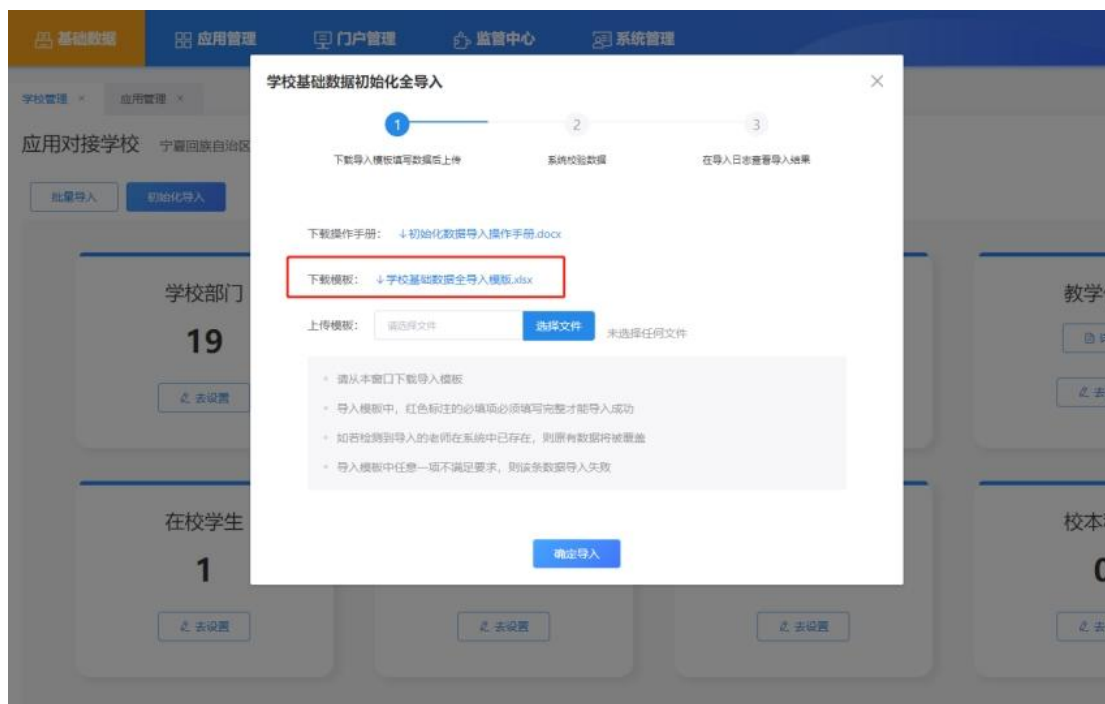 基础数据 应用管理 门户管理 监管中心 系统管理
学校管理 × 应用管理 ×
学校基础数据初始化全导入
应用对接学校 宁夏回族自治区
1 2 3
下载导入模板填写数据后上传 系统校验数据 在导入日志查看导入结果
批量导入 初始化导入
下载操作手册: ↓初始化数据导入操作手册.docx
下载模板: ↓学校基础数据全导入模版.xlsx
上传模板: 请选择文件 选择文件 未选择任何文件
学校部门
19
去设置
教学
请从本窗口下载导入模板
导入模板中，红色标注的必填项必须填写完整才能导入成功
如若检测到导入的老师在系统中已存在，则原有数据将被覆盖
导入模板中任意一项不满足要求，则该条数据导入失败
去
在校学生
1
去设置
校本
确定导入
0
去设置 去设置 去